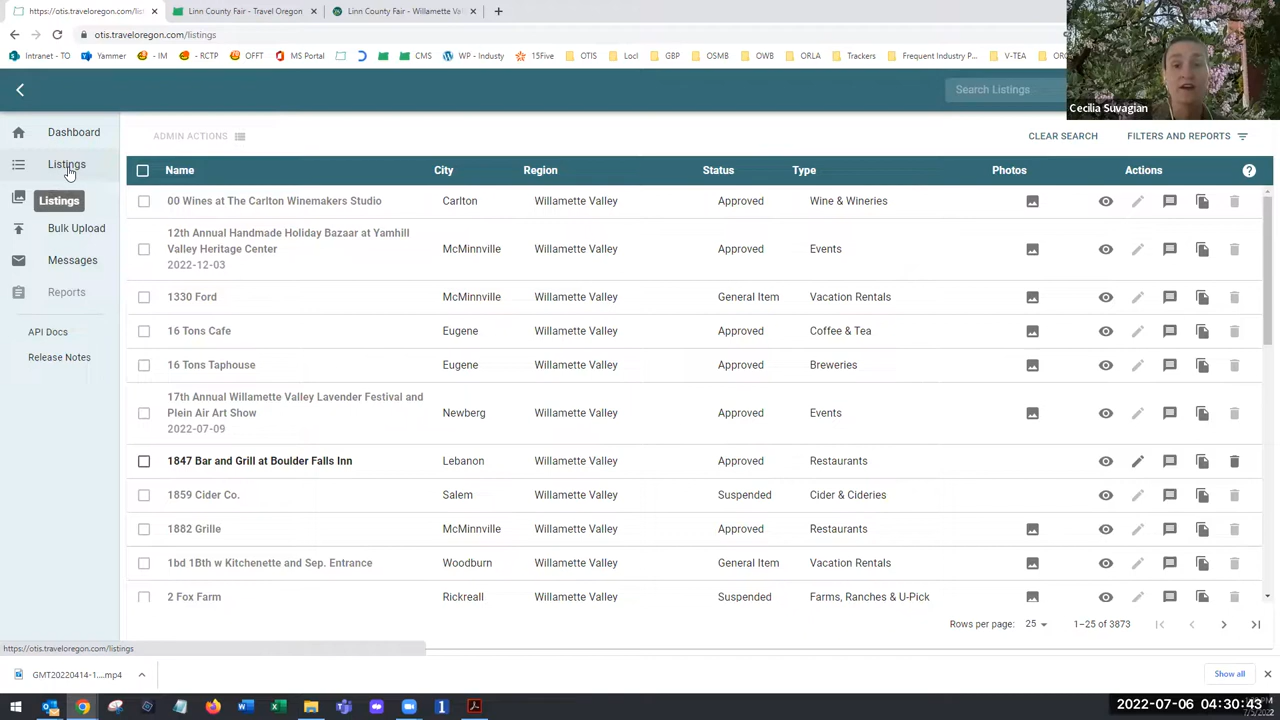 https://otis.traveloregon.com/lis
Linn County Fair - Travel Oregon
Linn County Fair - Willamette Va
otis.traveloregon.com/listings
Intranet - TO
Yammer
- IM
- RCTP
OFFT
MS Portal
CMS
WP - Industy
15Five
OTIS
Locl
GBP
OSMB
OWB
ORLA
Trackers
Frequent Industry P...
V-TEA
Cecilia Suvagian
Search Listings
Dashboard
Listings
Listings
Bulk Upload
Messages
Reports
API Docs
Release Notes
ADMIN ACTIONS
CLEAR SEARCH
FILTERS AND REPORTS
Name City Region Status Type Photos Actions
00 Wines at The Carlton Winemakers Studio Carlton Willamette Valley Approved Wine & Wineries
12th Annual Handmade Holiday Bazaar at Yamhill
Valley Heritage Center McMinnville Willamette Valley Approved Events
2022-12-03
1330 Ford McMinnville Willamette Valley General Item Vacation Rentals
16 Tons Cafe Eugene Willamette Valley Approved Coffee & Tea
16 Tons Taphouse Eugene Willamette Valley Approved Breweries
17th Annual Willamette Valley Lavender Festival and
Plein Air Art Show Newberg Willamette Valley Approved Events
2022-07-09
1847 Bar and Grill at Boulder Falls Inn Lebanon Willamette Valley Approved Restaurants
1859 Cider Co. Salem Willamette Valley Suspended Cider & Cideries
1882 Grille McMinnville Willamette Valley Approved Restaurants
1bd 1Bth w Kitchenette and Sep. Entrance Woodburn Willamette Valley General Item Vacation Rentals
2 Fox Farm Rickreall Willamette Valley Suspended Farms, Ranches & U-Pick
Rows per page: 25 1–25 of 3873
https://otis.traveloregon.com/listings
GMT20220414-1....mp4
Show all
2022-07-06 04:30:43